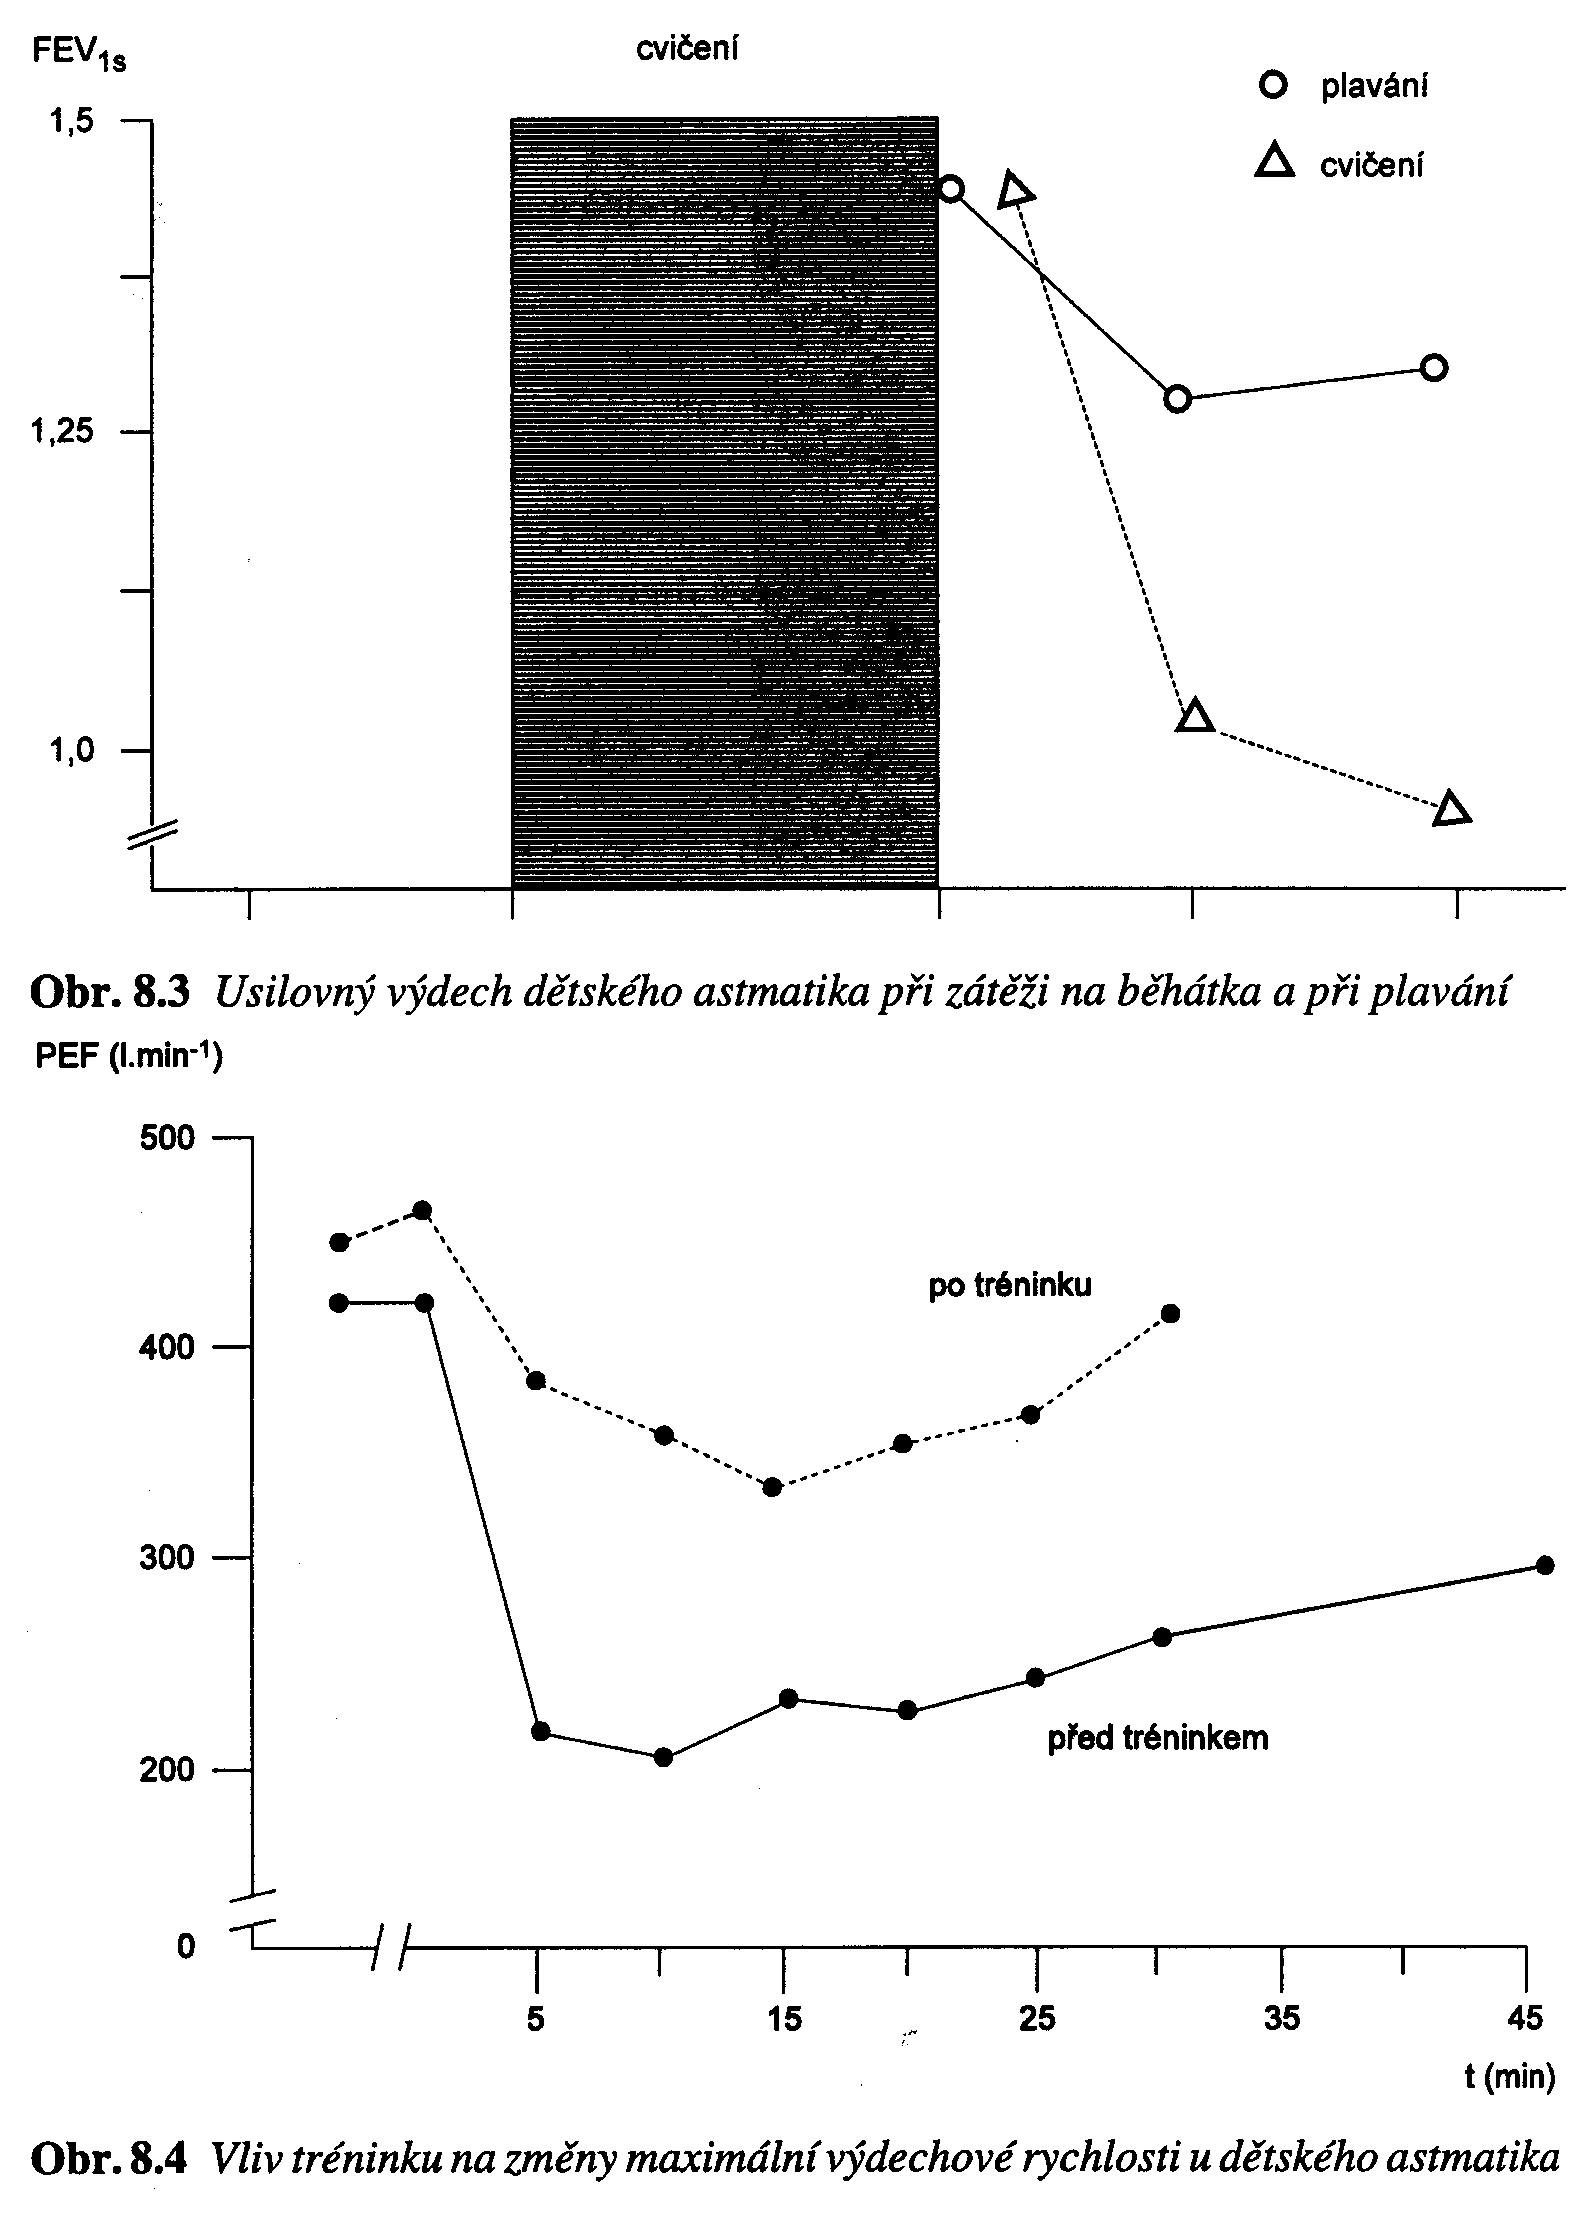 FEV1s
cvičení
plavání
cvičení
1,5
1,25
1,0
Obr. 8.3 Usilovný výdech dětského astmatika při zátěži na běhátka a při plavání
PEF (l.min-1)
500
400
300
200
0
po tréninku
před tréninkem
5 15 25 35 45
t (min)
Obr. 8.4 Vliv tréninku na změny maximální výdechové rychlosti u dětského astmatika